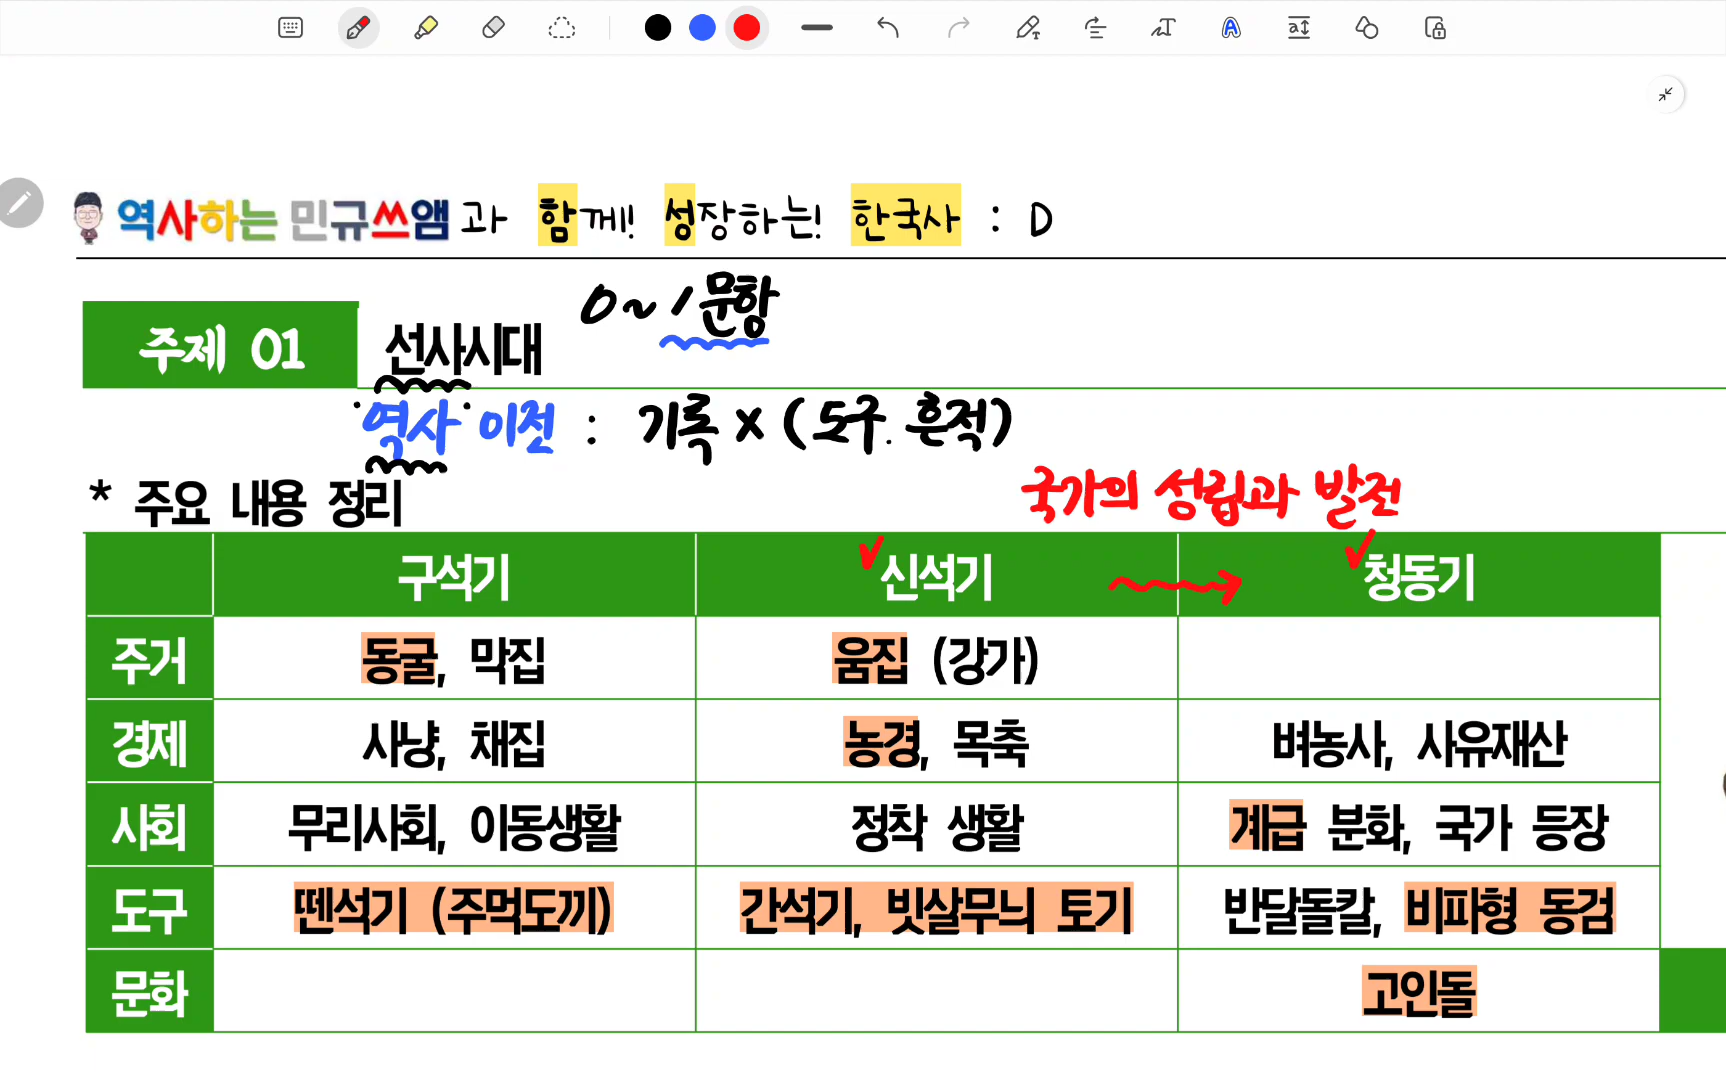 역사하는 민규쓰앰과 함께! 성장하는! 한국사 : D
0~1문항
주제 01 선사시대
역사 이전 : 기록 × (도구.흔적)
국가의 성립과 발전
* 주요 내용 정리
구석기 신석기 청동기
주거 동굴, 막집 움집 (강가)
경제 사냥, 채집 농경, 목축 벼농사, 사유재산
사회 무리사회, 이동생활 정착 생활 계급 분화, 국가 등장
도구 뗀석기 (주먹도끼) 간석기, 빗살무늬 토기 반달돌칼, 비파형 동검
문화 고인돌